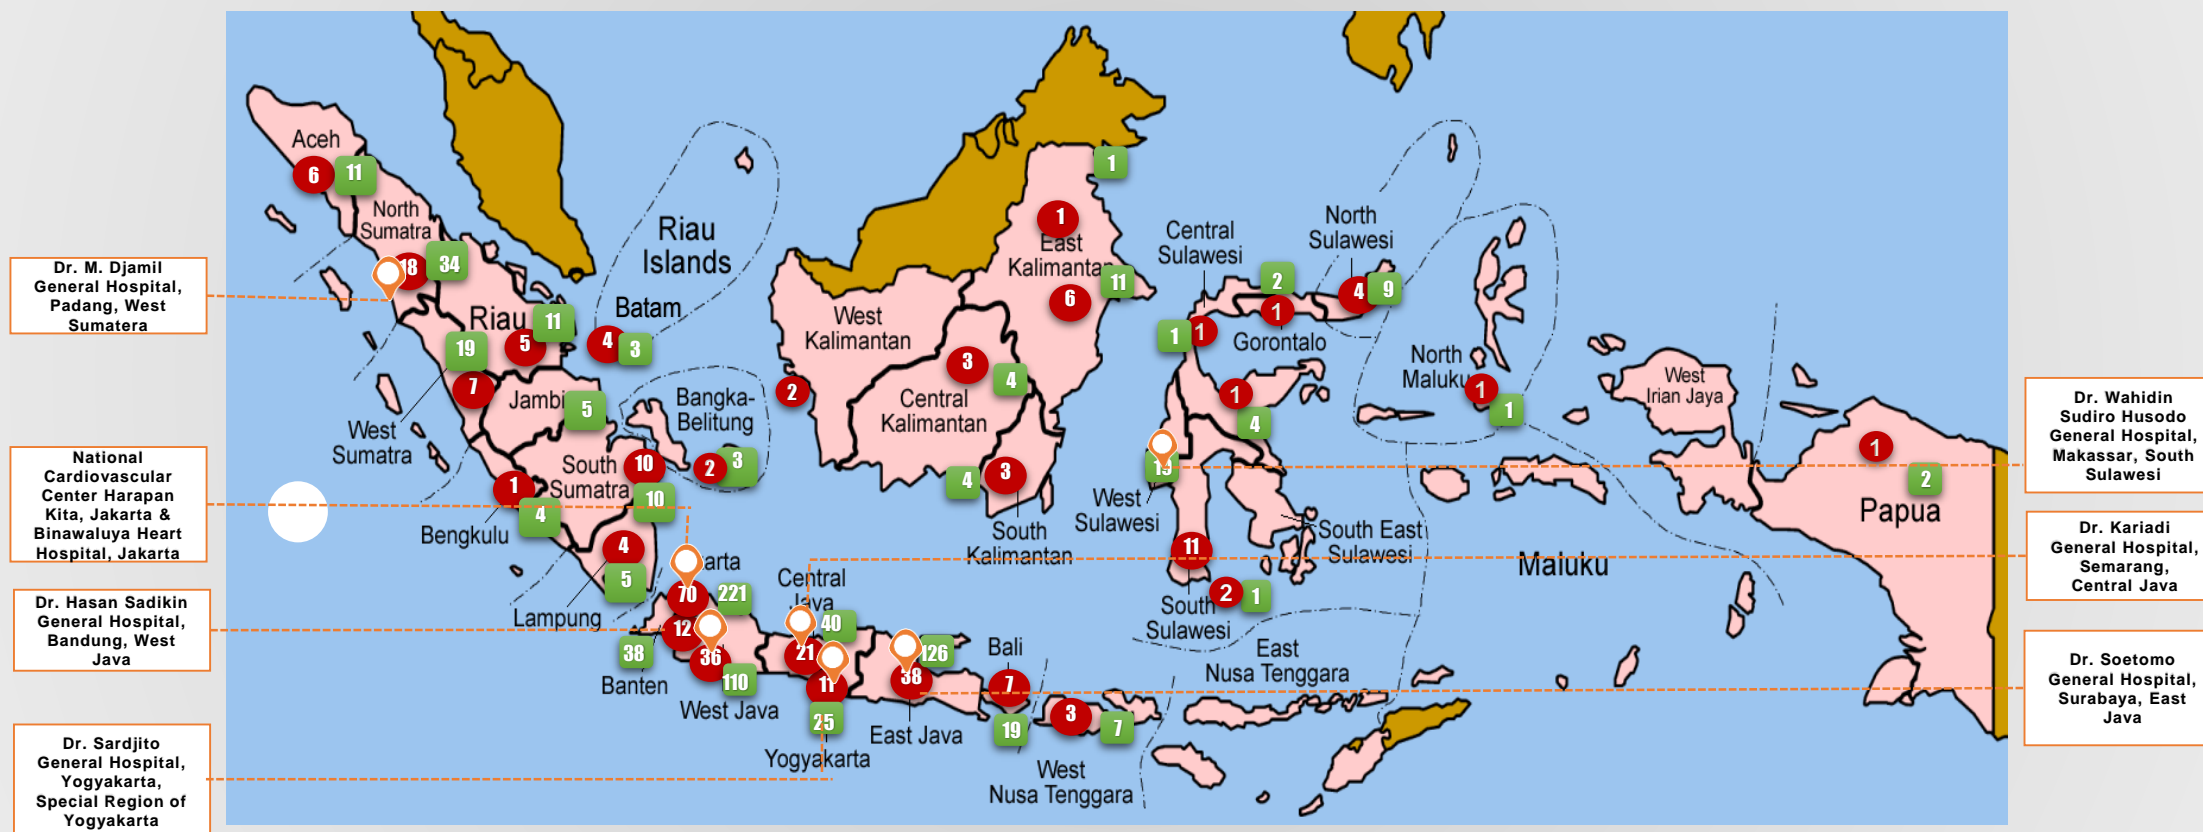 Dr. M. Djamil
General Hospital,
Padang, West
Sumatera
National
Cardiovascular
Center Harapan
Kita, Jakarta &
Binawaluya Heart
Hospital, Jakarta
Dr. Hasan Sadikin
General Hospital,
Bandung, West
Java
Dr. Sardjito
General Hospital,
Yogyakarta,
Special Region of
Yogyakarta
Aceh
6
11
North
Sumatra
18
34
Riau
5
11
19
7
West
Sumatra
Riau
Islands
Batam
4
3
Jambi
5
Bangka-
Belitung
2
3
South
Sumatra
10
10
1
4
Bengkulu
4
5
Lampung
arta
70
221
12
38
Banten
36
110
West Java
Central
Java
40
21
11
25
Yogyakarta
126
38
East Java
Bali
7
19
3
7
West
Nusa Tenggara
East
Nusa Tenggara
West
Kalimantan
2
1
1
East
Kalimantan
11
6
3
4
Central
Kalimantan
4
3
South
Kalimantan
Central
Sulawesi
1
1
2
1
Gorontalo
North
Sulawesi
4
9
1
4
West
Sulawesi
11
South
Sulawesi
South East
Sulawesi
2
1
North
Maluku
1
1
Maluku
West
Irian Jaya
1
2
Papua
Dr. Wahidin
Sudiro Husodo
General Hospital,
Makassar, South
Sulawesi
Dr. Kariadi
General Hospital,
Semarang,
Central Java
Dr. Soetomo
General Hospital,
Surabaya, East
Java